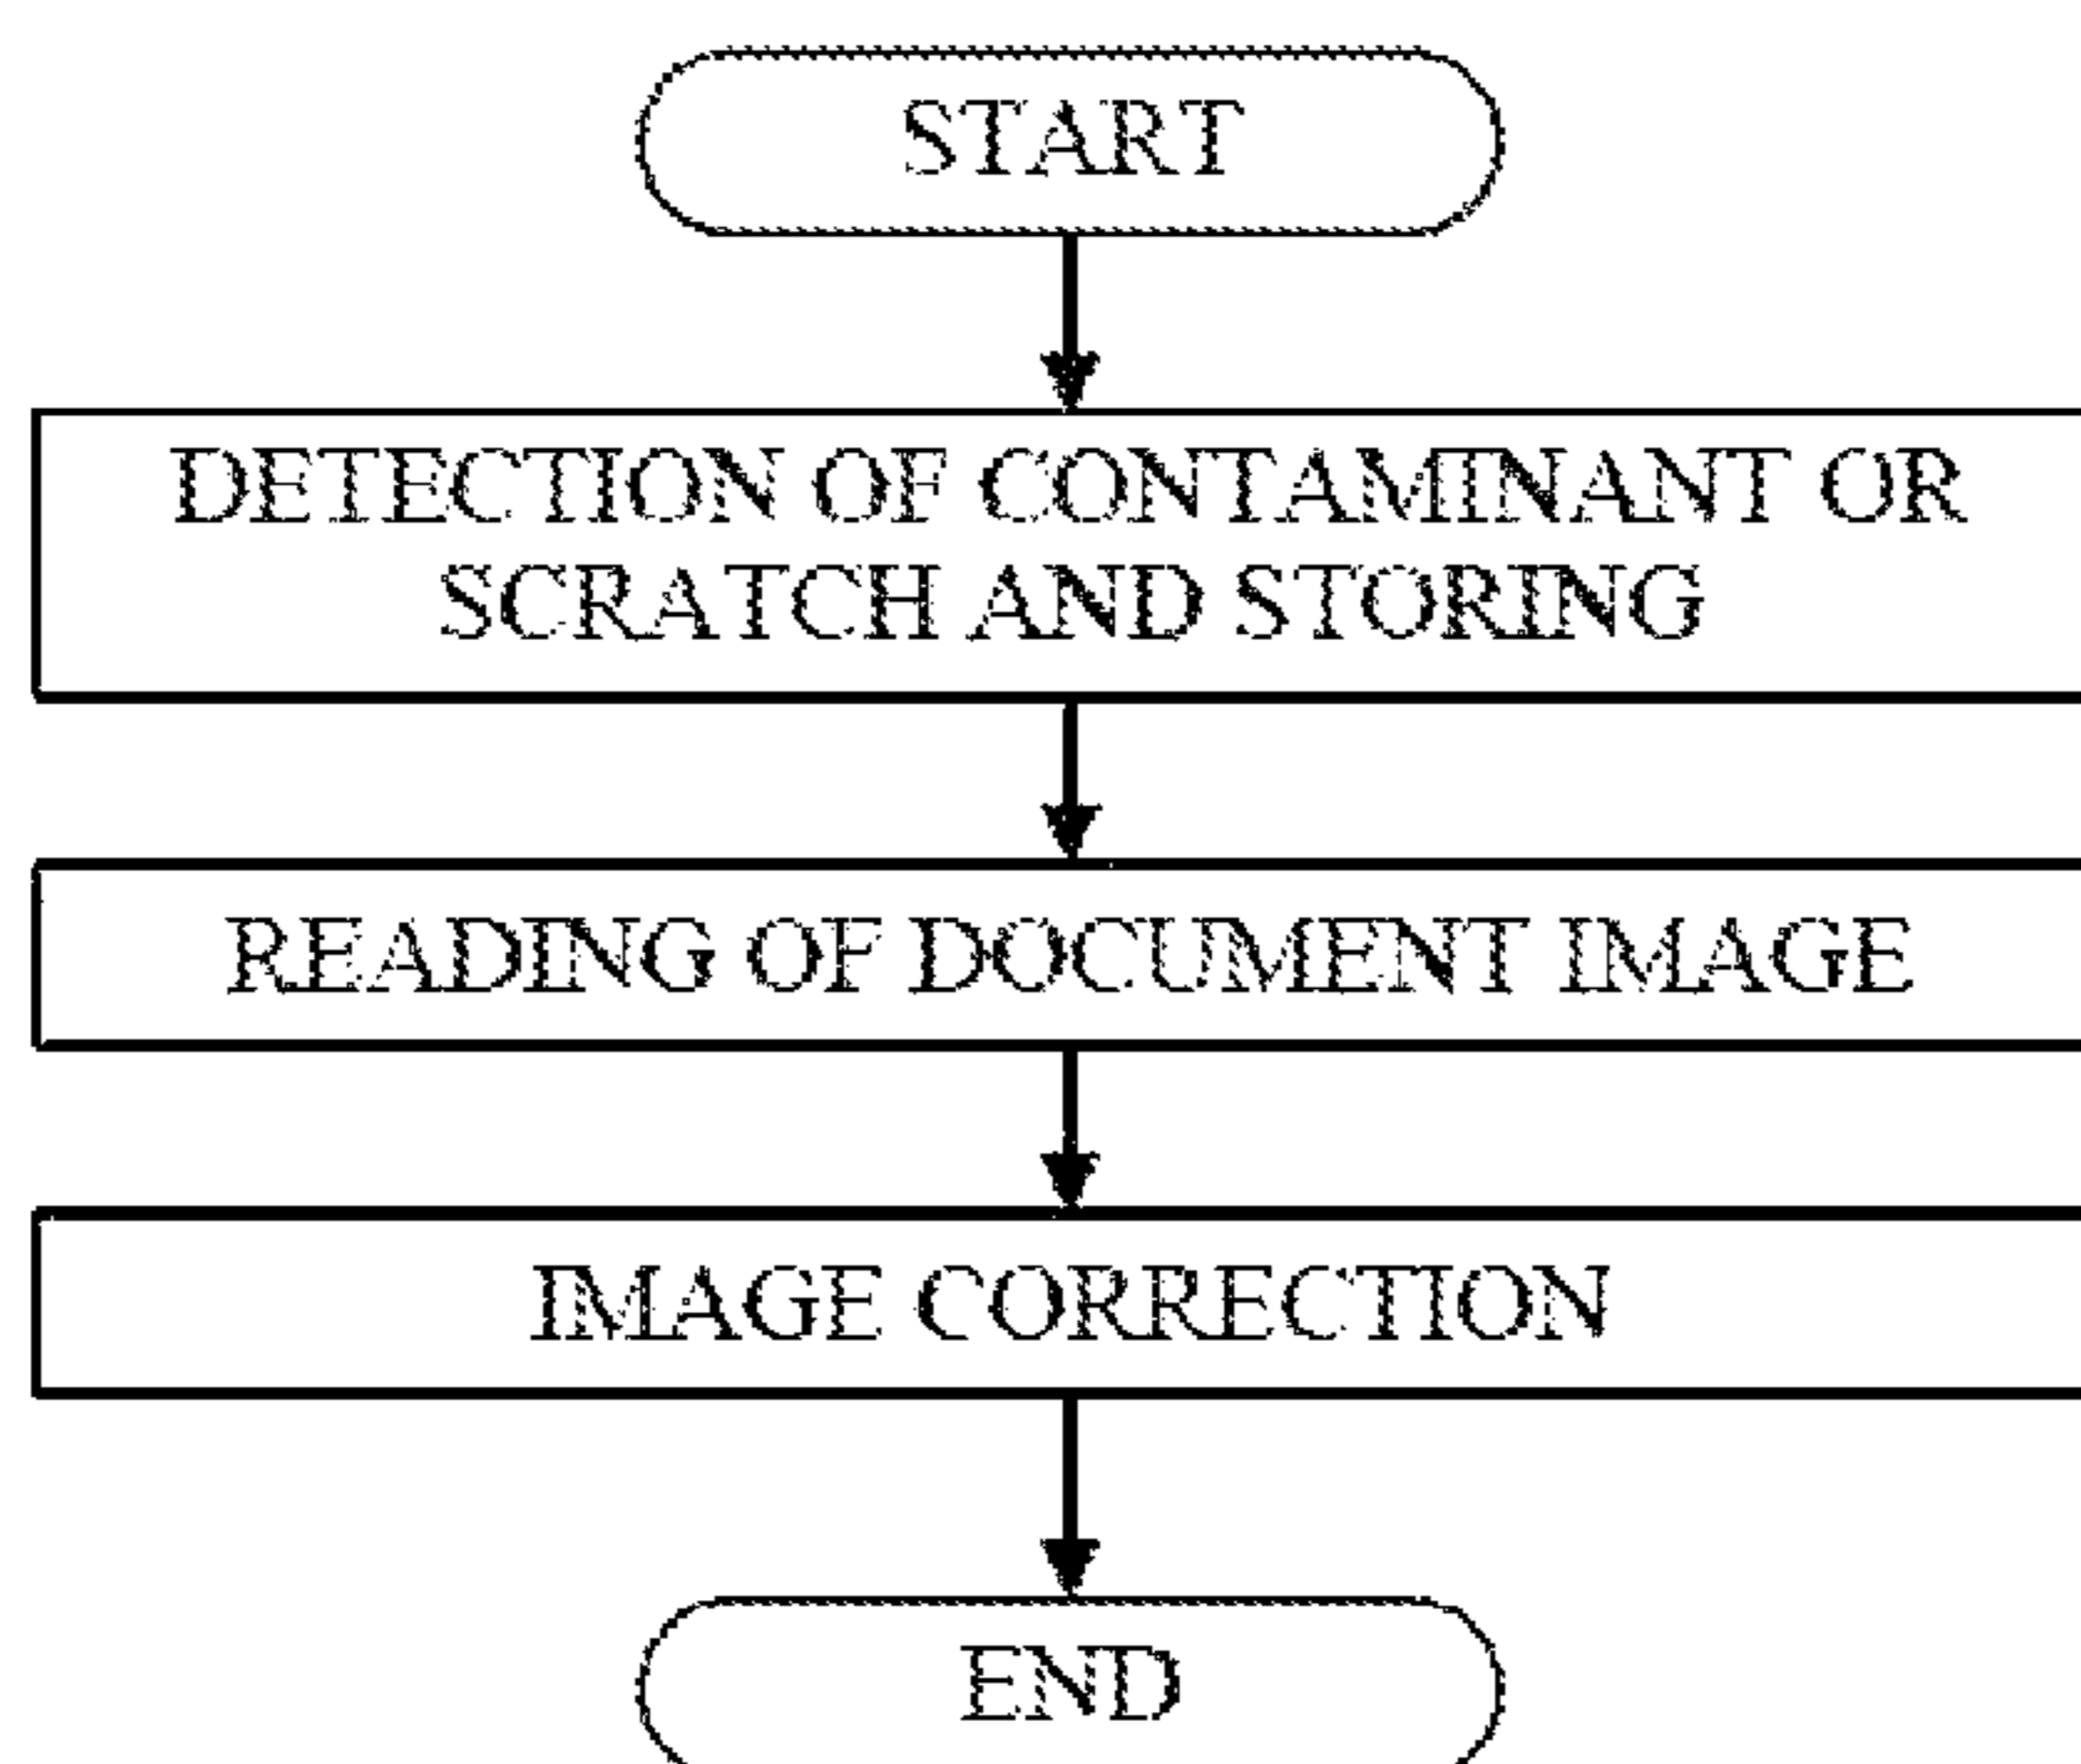 START
DETECTION OF CONTAMINANT OR
SCRATCH AND STORING
READING OF DOCUMENT IMAGE
IMAGE CORRECTION
END